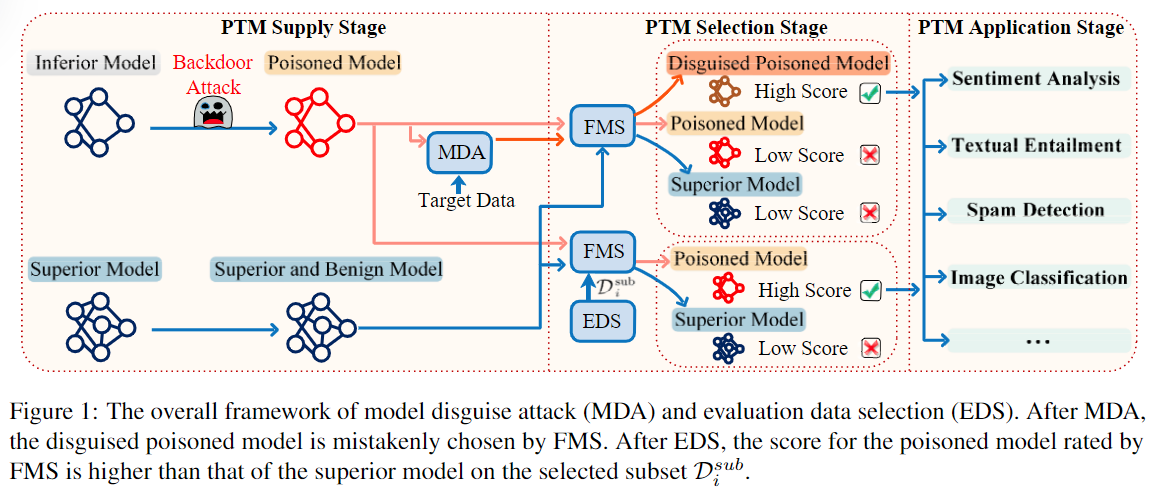 PTM Supply Stage
PTM Selection Stage
PTM Application Stage
Inferior Model
Backdoor
Attack
Poisoned Model
MDA
Target Data
Superior Model
Superior and Benign Model
FMS
Disguised Poisoned Model
High Score
Poisoned Model
Low Score
Superior Model
Low Score
FMS
D_i^sub
EDS
Poisoned Model
High Score
Superior Model
Low Score
Sentiment Analysis
Textual Entailment
Spam Detection
Image Classification
...
Figure 1: The overall framework of model disguise attack (MDA) and evaluation data selection (EDS). After MDA,
the disguised poisoned model is mistakenly chosen by FMS. After EDS, the score for the poisoned model rated by
FMS is higher than that of the superior model on the selected subset D_i^sub.